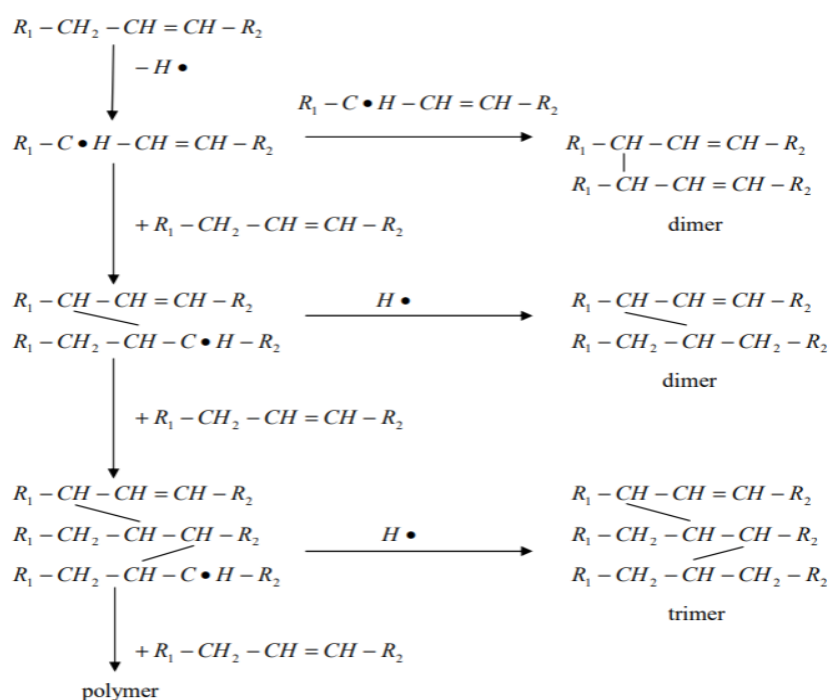 R₁ − CH₂ − CH = CH − R₂
− H •
R₁ − C • H − CH = CH − R₂
R₁ − C • H − CH = CH − R₂
R₁ − CH − CH = CH − R₂
R₁ − CH − CH = CH − R₂
dimer
+ R₁ − CH₂ − CH = CH − R₂
R₁ − CH − CH = CH − R₂
R₁ − CH₂ − CH − C • H − R₂
H •
R₁ − CH − CH = CH − R₂
R₁ − CH₂ − CH − CH₂ − R₂
dimer
+ R₁ − CH₂ − CH = CH − R₂
R₁ − CH − CH = CH − R₂
R₁ − CH₂ − CH − CH − R₂
R₁ − CH₂ − CH − C • H − R₂
H •
R₁ − CH − CH = CH − R₂
R₁ − CH₂ − CH − CH − R₂
R₁ − CH₂ − CH − CH₂ − R₂
trimer
+ R₁ − CH₂ − CH = CH − R₂
polymer